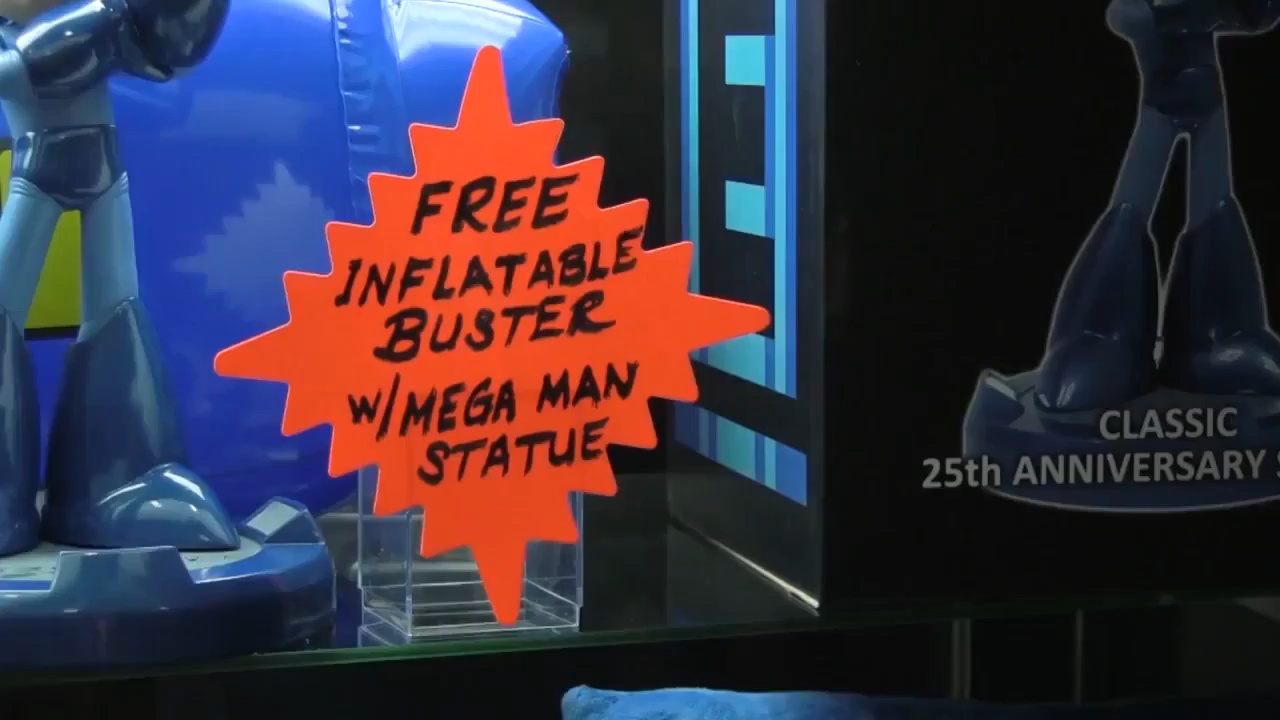 FREE
INFLATABLE
BUSTER
W/MEGA MAN
STATUE
CLASSIC
25th ANNIVERSARY